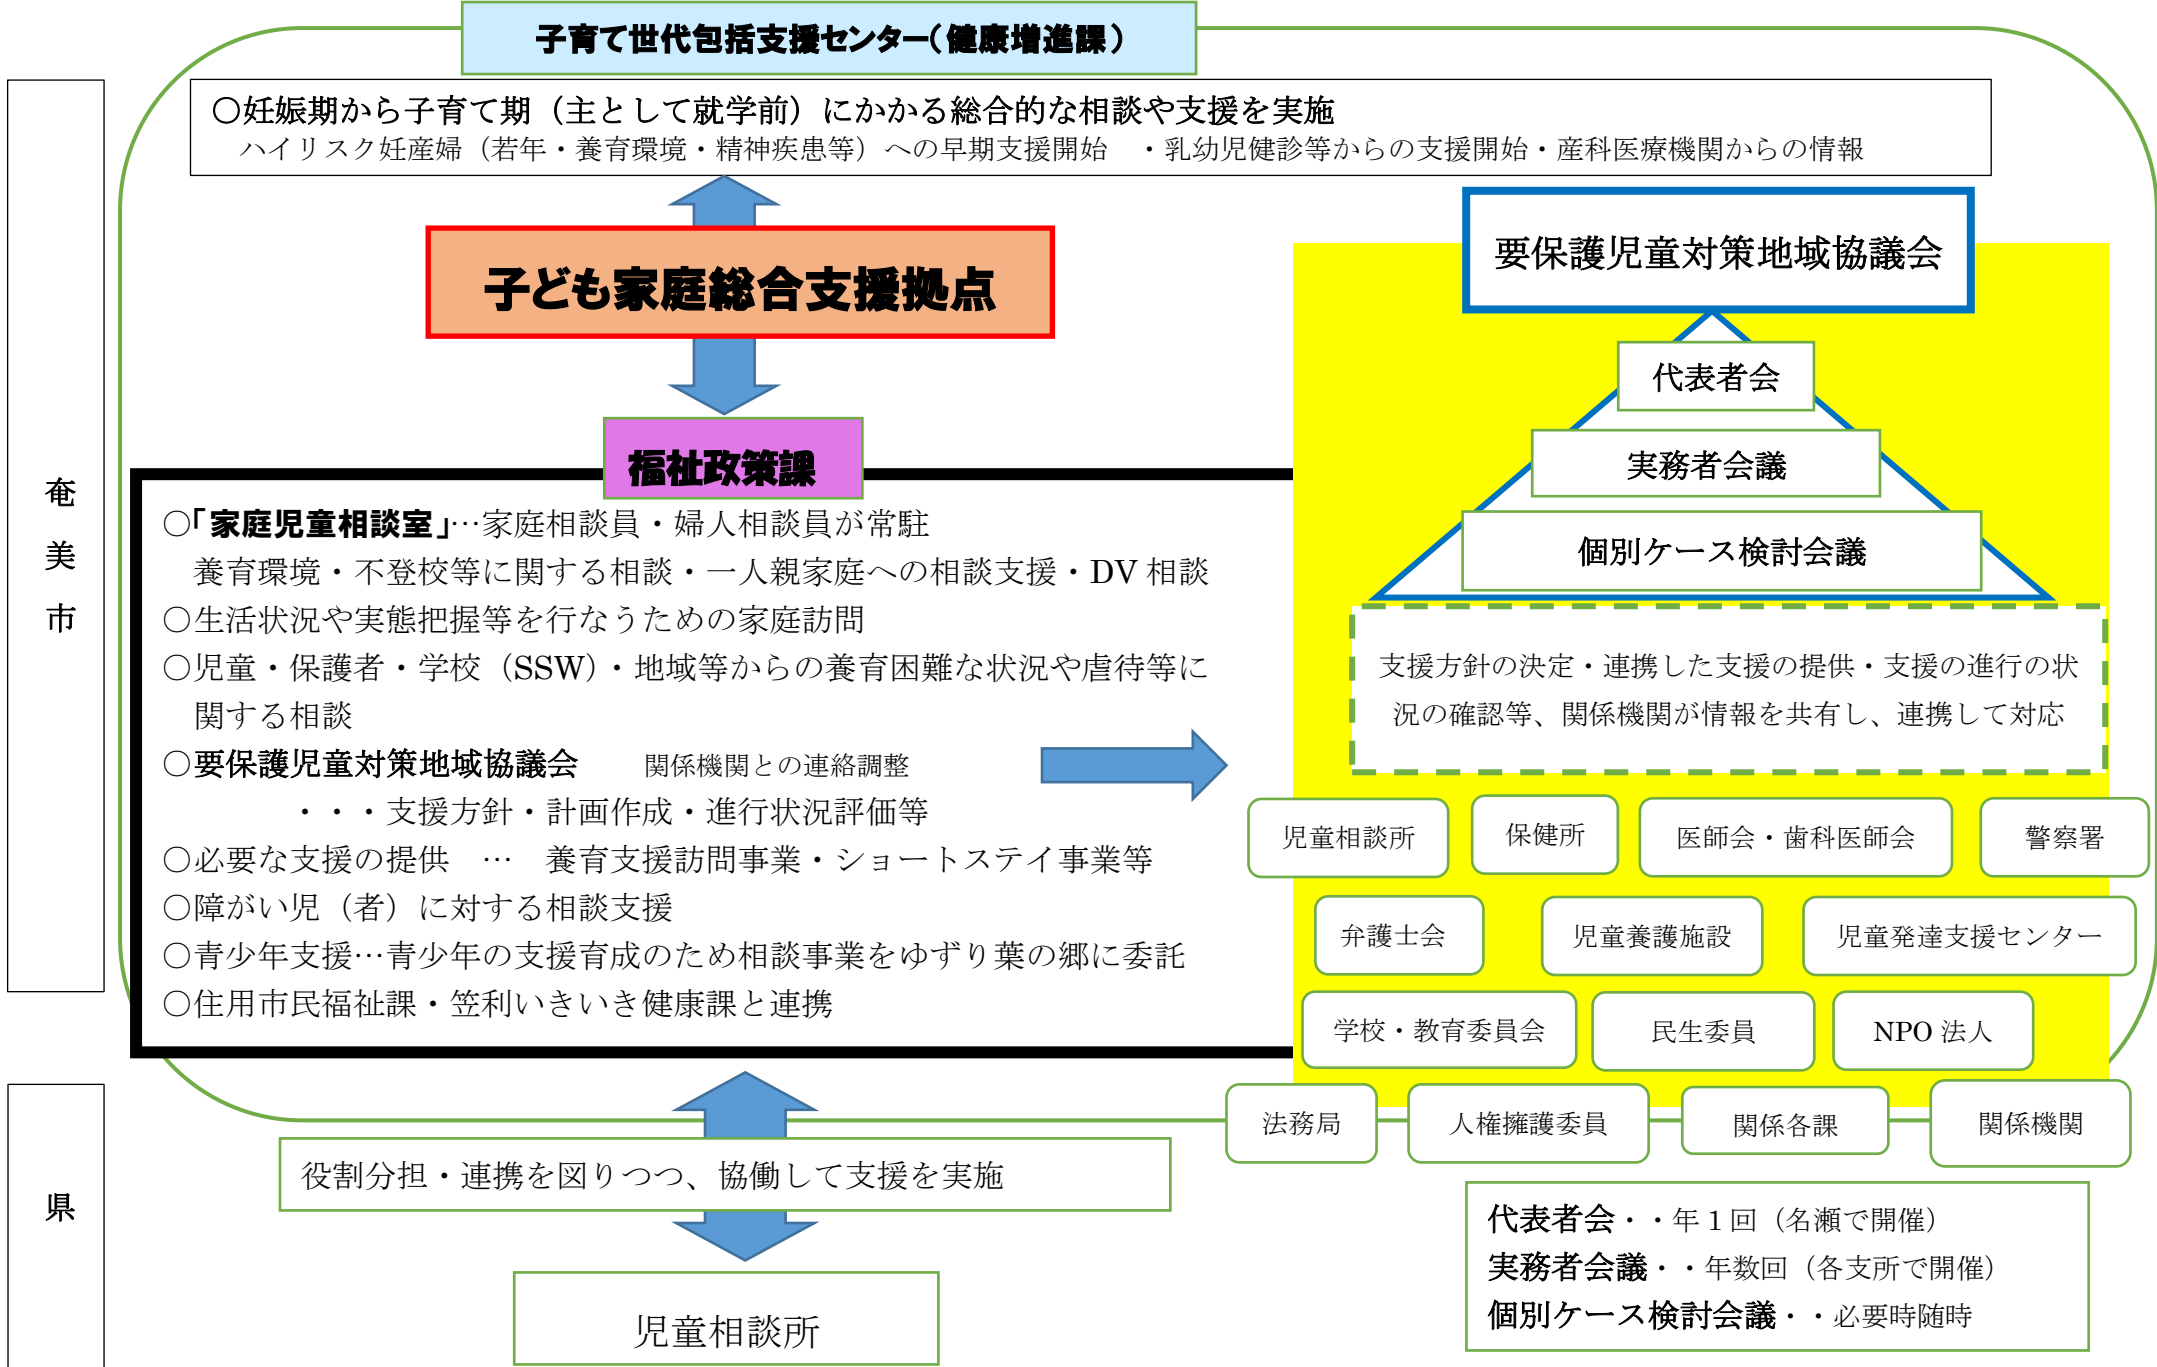 子育て世代包括支援センター（健康増進課）
○妊娠期から子育て期（主として就学前）にかかる総合的な相談や支援を実施
ハイリスク妊産婦（若年・養育環境・精神疾患等）への早期支援開始　・乳幼児健診等からの支援開始・産科医療機関からの情報
子ども家庭総合支援拠点
福祉政策課
奄美市
○「家庭児童相談室」…家庭相談員・婦人相談員が常駐
養育環境・不登校等に関する相談・一人親家庭への相談支援・DV 相談
○生活状況や実態把握等を行なうための家庭訪問
○児童・保護者・学校（SSW）・地域等からの養育困難な状況や虐待等に
関する相談
○要保護児童対策地域協議会　　関係機関との連絡調整
・・・支援方針・計画作成・進行状況評価等
○必要な支援の提供　…　養育支援訪問事業・ショートステイ事業等
○障がい児（者）に対する相談支援
○青少年支援…青少年の支援育成のため相談事業をゆずり葉の郷に委託
○住用市民福祉課・笠利いきいき健康課と連携
要保護児童対策地域協議会
代表者会
実務者会議
個別ケース検討会議
支援方針の決定・連携した支援の提供・支援の進行の状
況の確認等、関係機関が情報を共有し、連携して対応
児童相談所
保健所
医師会・歯科医師会
警察署
弁護士会
児童養護施設
児童発達支援センター
学校・教育委員会
民生委員
NPO 法人
法務局
人権擁護委員
関係各課
関係機関
県
役割分担・連携を図りつつ、協働して支援を実施
児童相談所
代表者会・・年 1 回（名瀬で開催）
実務者会議・・年数回（各支所で開催）
個別ケース検討会議・・必要時随時